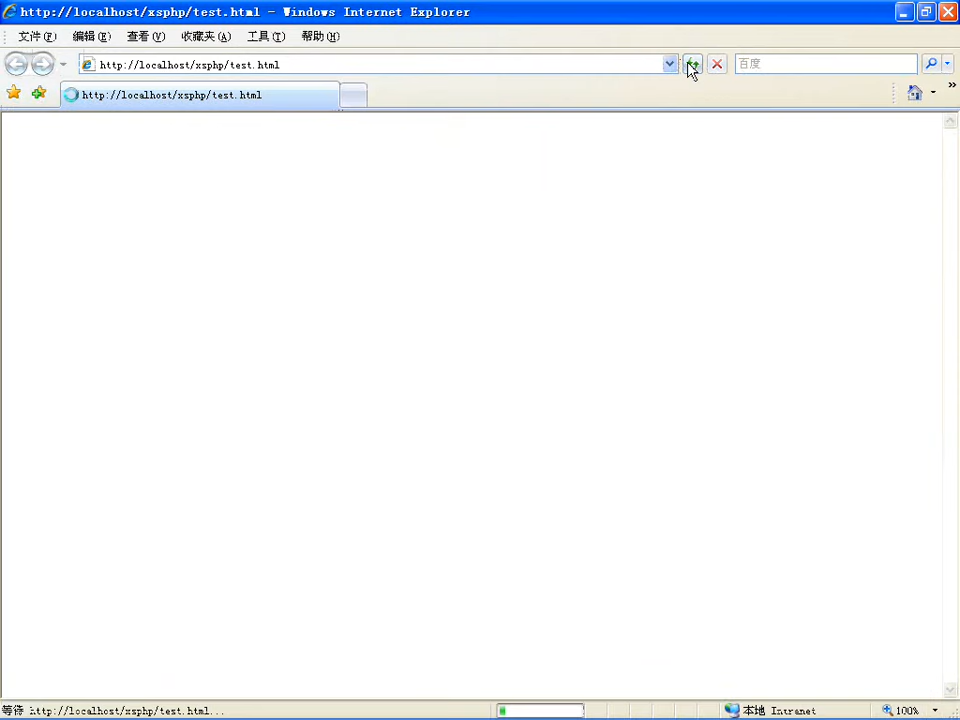 http://localhost/xsphp/test.html - Windows Internet Explorer
文件(F) 编辑(E) 查看(V) 收藏夹(A) 工具(T) 帮助(H)
http://localhost/xsphp/test.html 百度
http://localhost/xsphp/test.html
等待 http://localhost/xsphp/test.html... 本地 Intranet 100%